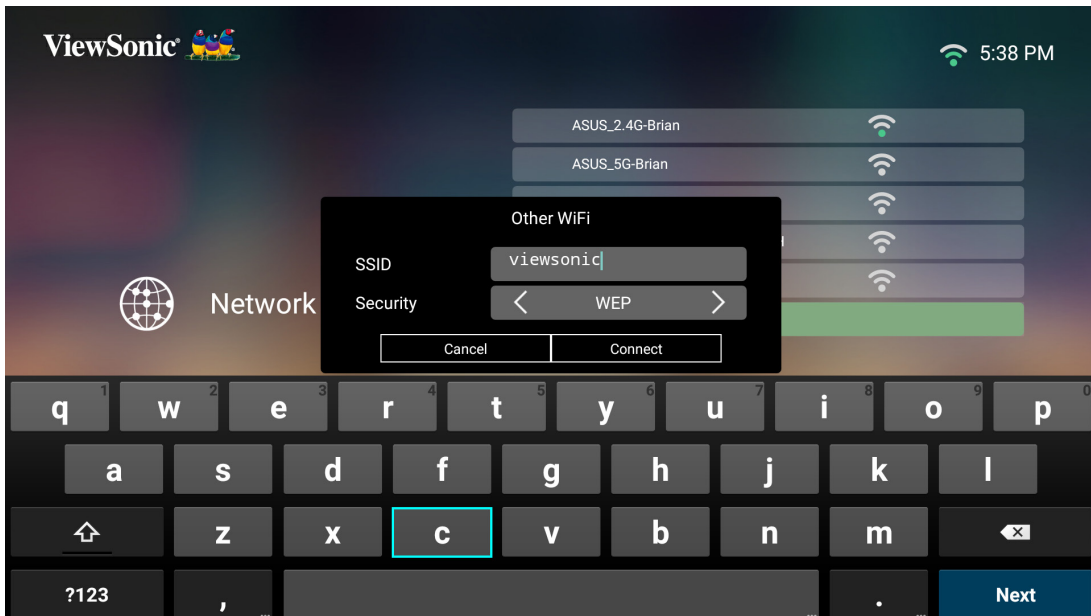 ViewSonic®
5:38 PM
ASUS_2.4G-Brian
ASUS_5G-Brian
Other WiFi
SSID viewsonic
Security WEP
Network
Cancel Connect
1 2 3 4 5 6 7 8 9 0
q w e r t y u i o p
a s d f g h j k l
z x c v b n m
?123 , ... ... . ... Next